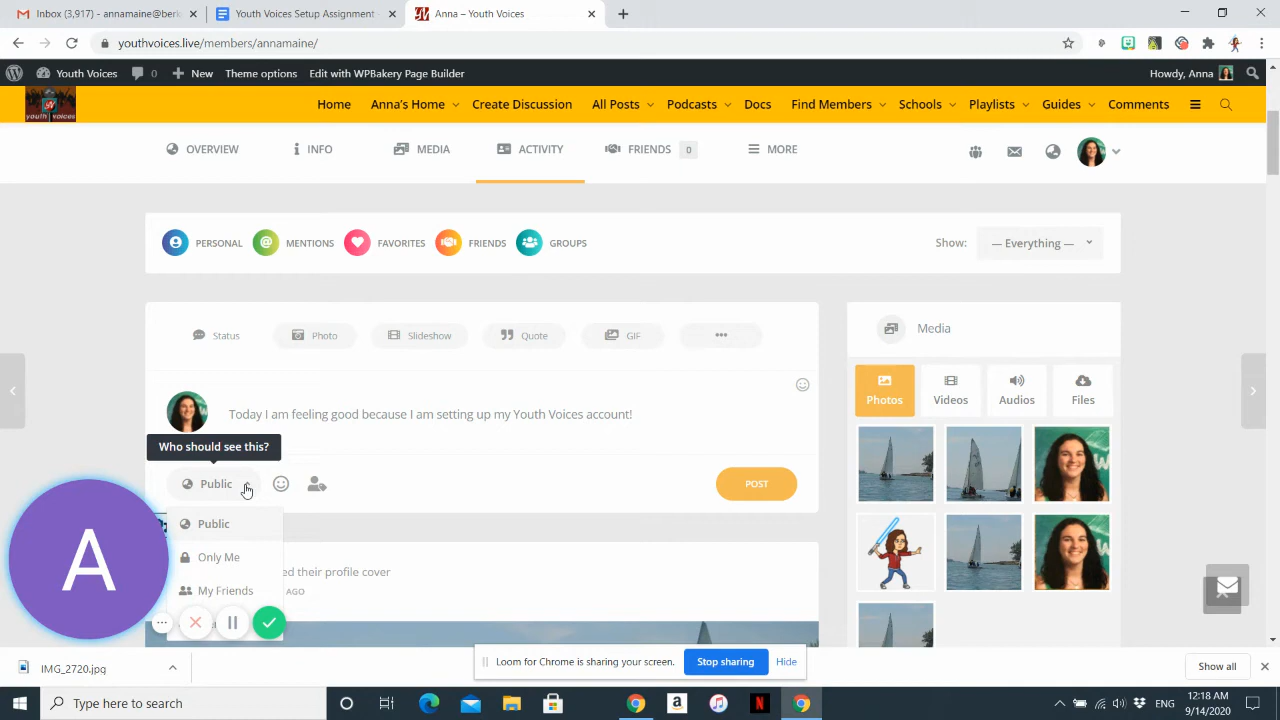 Inbox (3,917) - annamaine@berk
Youth Voices Setup Assignment -
Anna – Youth Voices
youthvoices.live/members/annamaine/
Youth Voices
0
New
Theme options
Edit with WPBakery Page Builder
Howdy, Anna
youth voices
Home
Anna's Home
Create Discussion
All Posts
Podcasts
Docs
Find Members
Schools
Playlists
Guides
Comments
OVERVIEW
INFO
MEDIA
ACTIVITY
FRIENDS 0
MORE
PERSONAL
MENTIONS
FAVORITES
FRIENDS
GROUPS
Show:
— Everything —
Status
Photo
Slideshow
Quote
GIF
Media
Photos
Videos
Audios
Files
Today I am feeling good because I am setting up my Youth Voices account!
Who should see this?
Public
POST
Public
Only Me
My Friends
A
ed their profile cover
AGO
IMG_2720.jpg
Loom for Chrome is sharing your screen.
Stop sharing
Hide
Show all
Type here to search
ENG
12:18 AM
9/14/2020